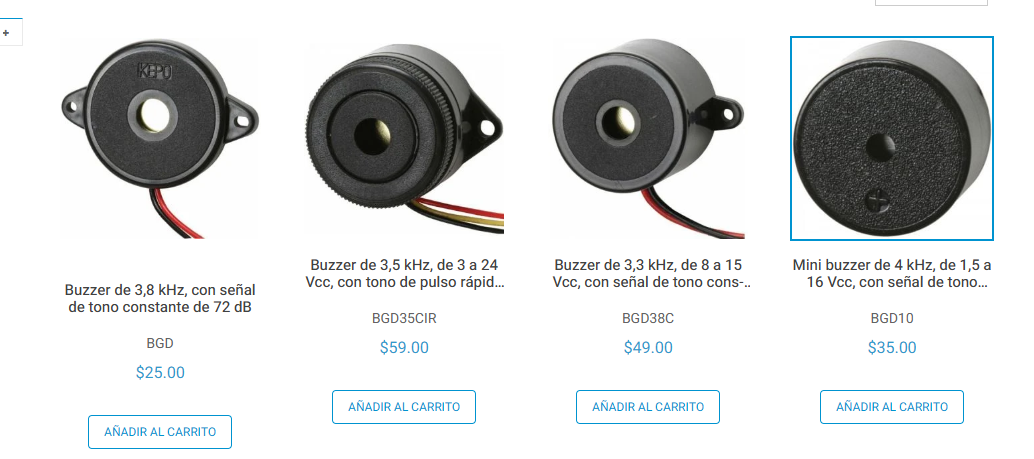 +
KEPO
Buzzer de 3,8 kHz, con señal
de tono constante de 72 dB
BGD
$25.00
AÑADIR AL CARRITO
Buzzer de 3,5 kHz, de 3 a 24
Vcc, con tono de pulso rápid...
BGD35CIR
$59.00
AÑADIR AL CARRITO
Buzzer de 3,3 kHz, de 8 a 15
Vcc, con señal de tono cons-..
BGD38C
$49.00
AÑADIR AL CARRITO
+
Mini buzzer de 4 kHz, de 1,5 a
16 Vcc, con señal de tono...
BGD10
$35.00
AÑADIR AL CARRITO